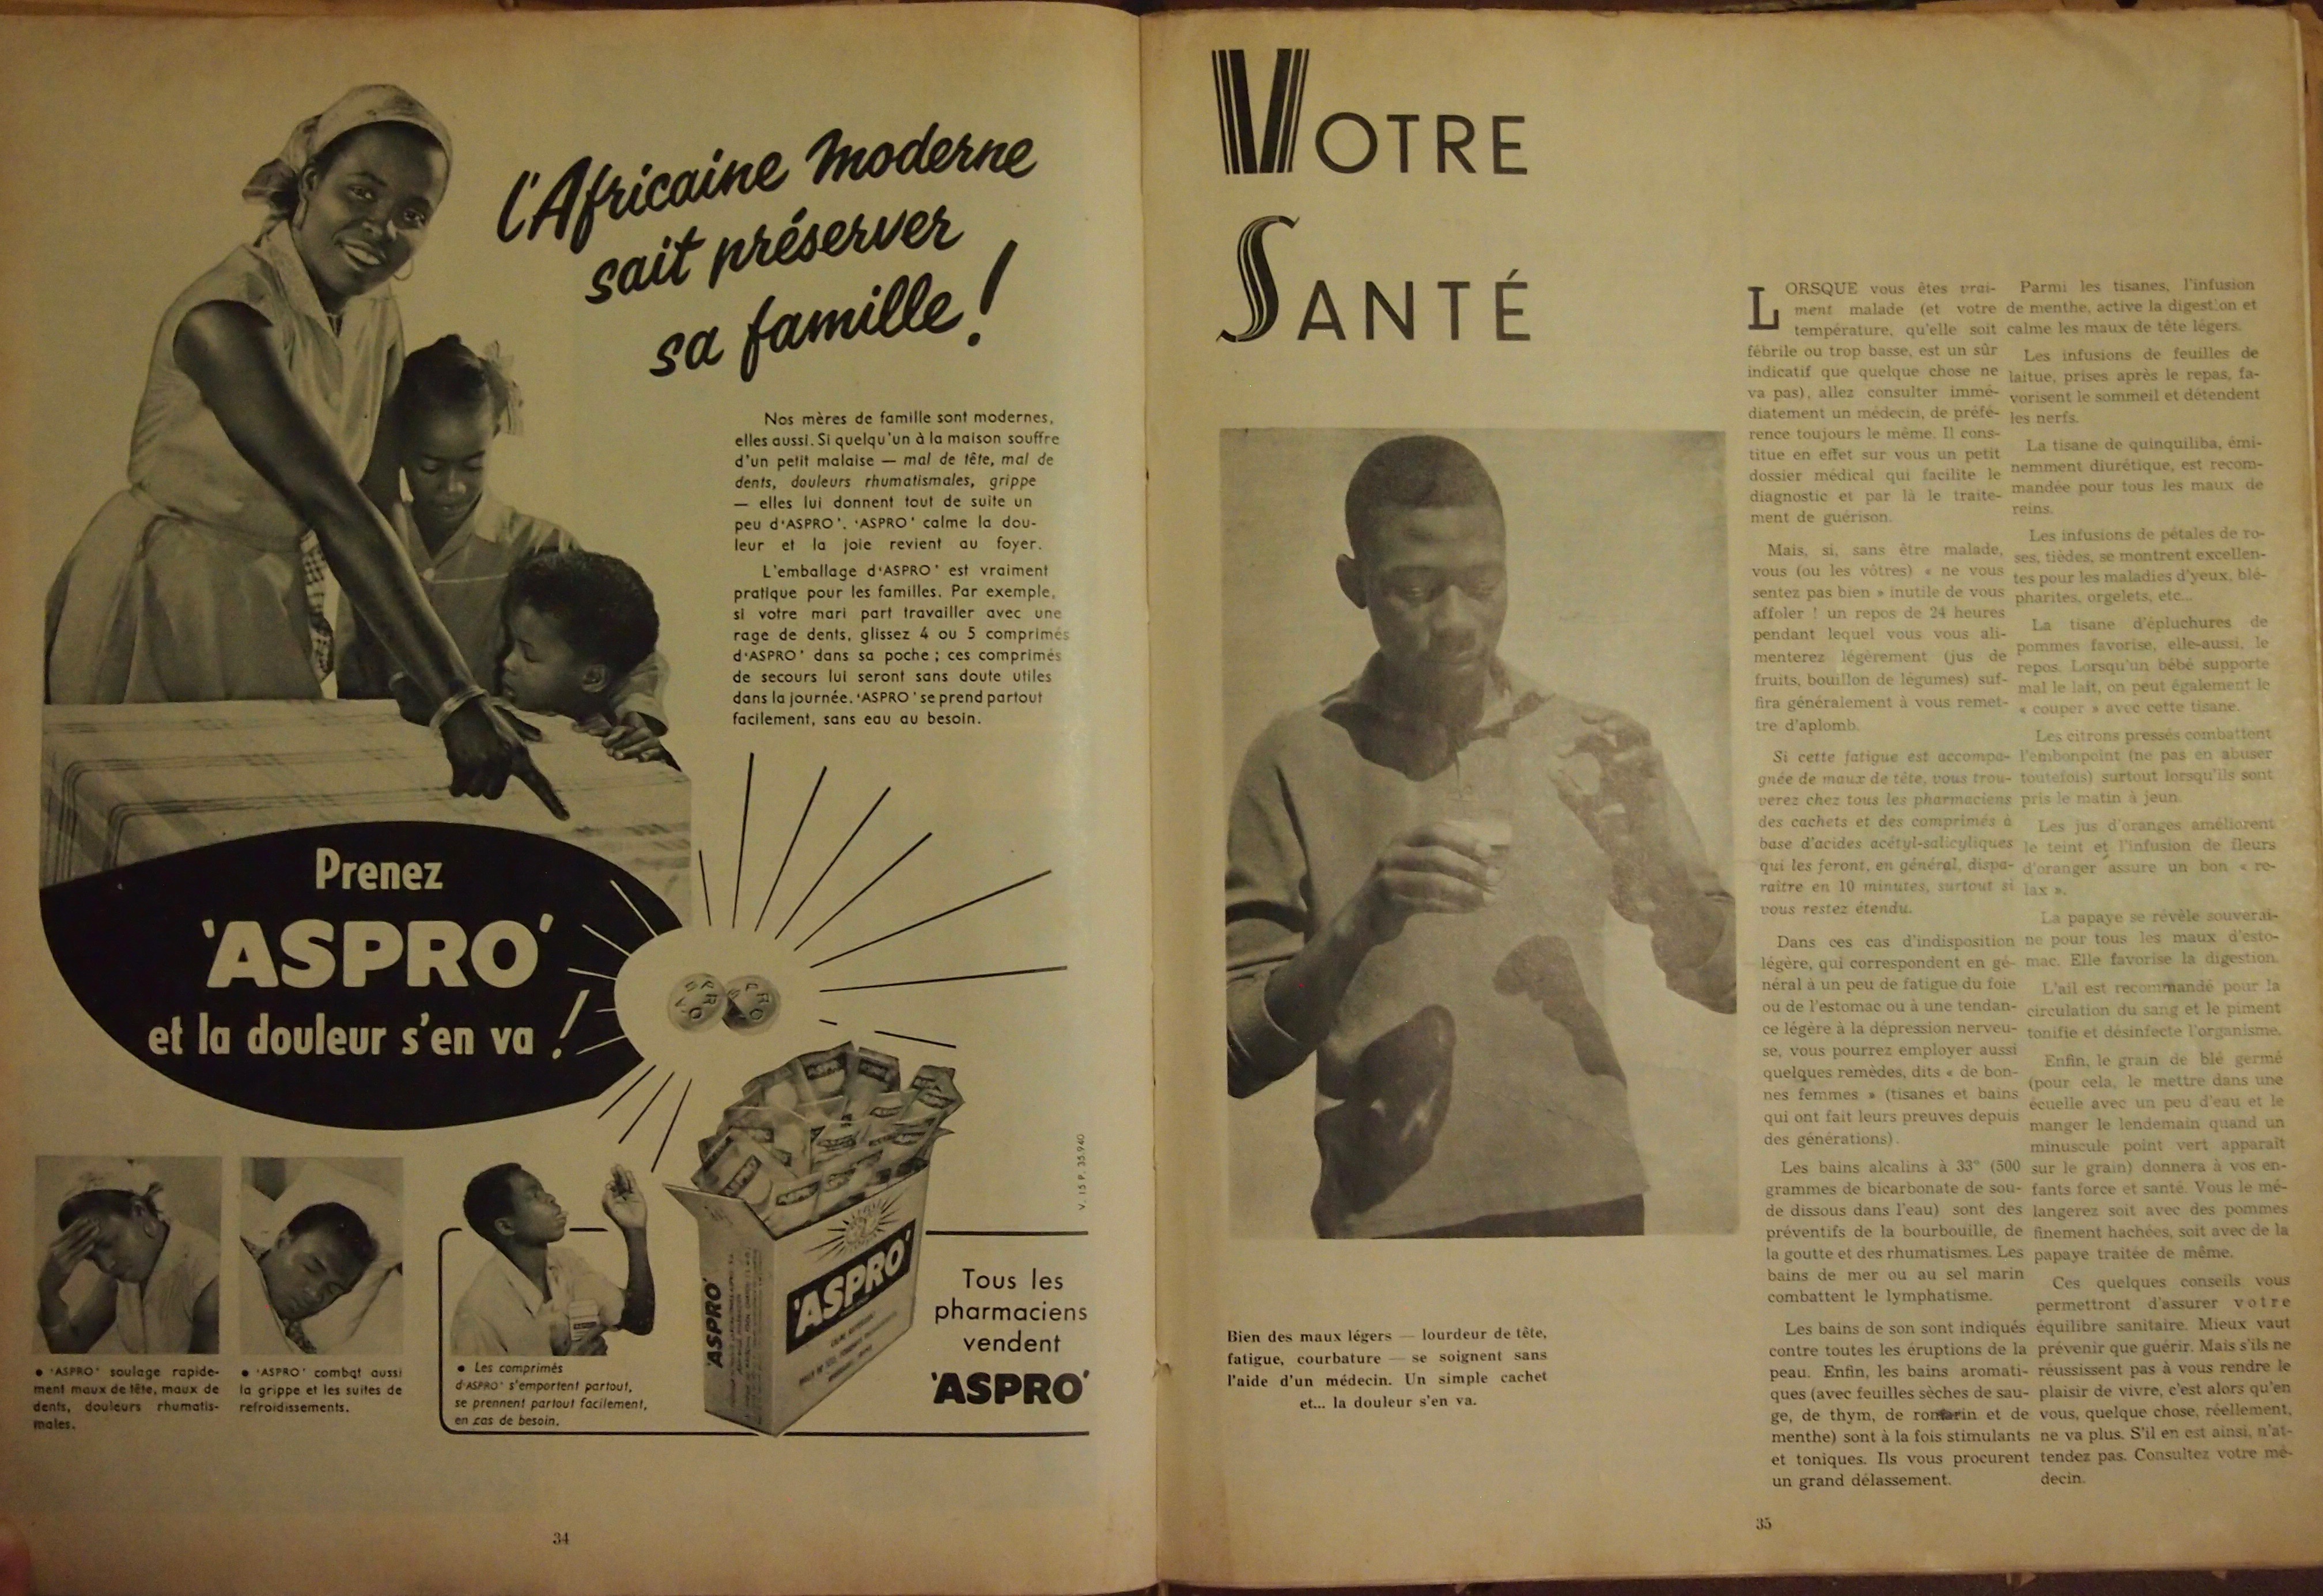 l'Africaine moderne
sait préserver
sa famille !
Nos mères de famille sont modernes,
elles aussi. Si quelqu'un à la maison souffre
d'un petit malaise — mal de tête, mal de
dents, douleurs rhumatismales, grippe
— elles lui donnent tout de suite un
peu d'ASPRO'. 'ASPRO' calme la dou-
leur et la joie revient au foyer.
L'emballage d'ASPRO' est vraiment
pratique pour les familles. Par exemple,
si votre mari part travailler avec une
rage de dents, glissez 4 ou 5 comprimés
d'ASPRO' dans sa poche ; ces comprimés
de secours lui seront sans doute utiles
dans la journée. 'ASPRO' se prend partout
facilement, sans eau au besoin.
Prenez
'ASPRO'
et la douleur s'en va !
• 'ASPRO' soulage rapide-
ment maux de tête, maux de
dents, douleurs rhumatis-
males.
• 'ASPRO' combat aussi
la grippe et les suites de
refroidissements.
• Les comprimés
d'ASPRO' s'emportent partout,
se prennent partout facilement,
en cas de besoin.
'ASPRO'
'ASPRO'
V. 15 P. 35.940
Tous les
pharmaciens
vendent
'ASPRO'
34
VOTRE
SANTÉ
Bien des maux légers — lourdeur de tête,
fatigue, courbature — se soignent sans
l'aide d'un médecin. Un simple cachet
et... la douleur s'en va.
LORSQUE vous êtes vrai-
ment malade (et votre
température, qu'elle soit
fébrile ou trop basse, est un sûr
indicatif que quelque chose ne
va pas), allez consulter immé-
diatement un médecin, de préfé-
rence toujours le même. Il cons-
titue en effet sur vous un petit
dossier médical qui facilite le
diagnostic et par là le traite-
ment de guérison.
Mais, si, sans être malade,
vous (ou les vôtres) « ne vous
sentez pas bien » inutile de vous
affoler ! un repos de 24 heures
pendant lequel vous vous ali-
menterez légèrement (jus de
fruits, bouillon de légumes) suf-
fira généralement à vous remet-
tre d'aplomb.
Si cette fatigue est accompa-
gnée de maux de tête, vous trou-
verez chez tous les pharmaciens
des cachets et des comprimés à
base d'acides acétyl-salicyliques
qui les feront, en général, dispa-
raître en 10 minutes, surtout si
vous restez étendu.
Dans ces cas d'indisposition
légère, qui correspondent en gé-
néral à un peu de fatigue du foie
ou de l'estomac ou à une tendan-
ce légère à la dépression nerveu-
se, vous pourrez employer aussi
quelques remèdes, dits « de bon-
nes femmes » (tisanes et bains
qui ont fait leurs preuves depuis
des générations).
Les bains alcalins à 33° (500
grammes de bicarbonate de sou-
de dissous dans l'eau) sont des
préventifs de la bourbouille, de
la goutte et des rhumatismes. Les
bains de mer ou au sel marin
combattent le lymphatisme.
Les bains de son sont indiqués
contre toutes les éruptions de la
peau. Enfin, les bains aromati-
ques (avec feuilles sèches de sau-
ge, de thym, de romarin et de
menthe) sont à la fois stimulants
et toniques. Ils vous procurent
un grand délassement.
Parmi les tisanes, l'infusion
de menthe, active la digestion et
calme les maux de tête légers.
Les infusions de feuilles de
laitue, prises après le repas, fa-
vorisent le sommeil et détendent
les nerfs.
La tisane de quinquiliba, émi-
nemment diurétique, est recom-
mandée pour tous les maux de
reins.
Les infusions de pétales de ro-
ses, tièdes, se montrent excellen-
tes pour les maladies d'yeux, blé-
pharites, orgelets, etc...
La tisane d'épluchures de
pommes favorise, elle-aussi, le
repos. Lorsqu'un bébé supporte
mal le lait, on peut également le
« couper » avec cette tisane.
Les citrons pressés combattent
l'embonpoint (ne pas en abuser
toutefois) surtout lorsqu'ils sont
pris le matin à jeun.
Les jus d'oranges améliorent
le teint et l'infusion de fleurs
d'oranger assure un bon « re-
lax ».
La papaye se révèle souverai-
ne pour tous les maux d'esto-
mac. Elle favorise la digestion.
L'ail est recommandé pour la
circulation du sang et le piment
tonifie et désinfecte l'organisme.
Enfin, le grain de blé germé
(pour cela, le mettre dans une
écuelle avec un peu d'eau et le
manger le lendemain quand un
minuscule point vert apparaît
sur le grain) donnera à vos en-
fants force et santé. Vous le mé-
langerez soit avec des pommes
finement hachées, soit avec de la
papaye traitée de même.
Ces quelques conseils vous
permettront d'assurer votre
équilibre sanitaire. Mieux vaut
prévenir que guérir. Mais s'ils ne
réussissent pas à vous rendre le
plaisir de vivre, c'est alors qu'en
vous, quelque chose, réellement,
ne va plus. S'il en est ainsi, n'at-
tendez pas. Consultez votre mé-
decin.
35